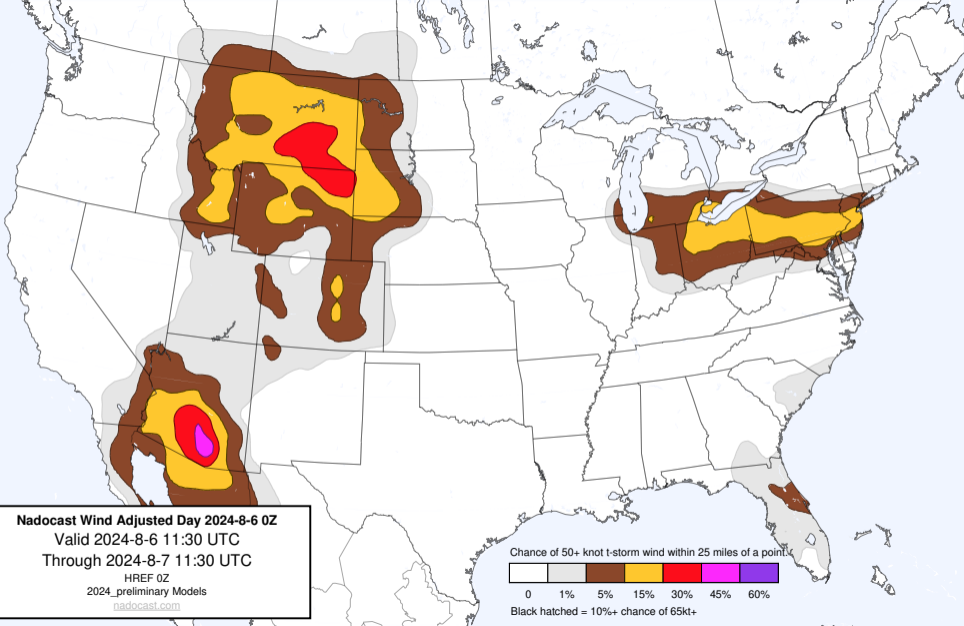 Nadocast Wind Adjusted Day 2024-8-6 0Z
Valid 2024-8-6 11:30 UTC
Through 2024-8-7 11:30 UTC
HREF 0Z
2024_preliminary Models
nadocast.com
Chance of 50+ knot t-storm wind within 25 miles of a point.
0 1% 5% 15% 30% 45% 60%
Black hatched = 10%+ chance of 65kt+